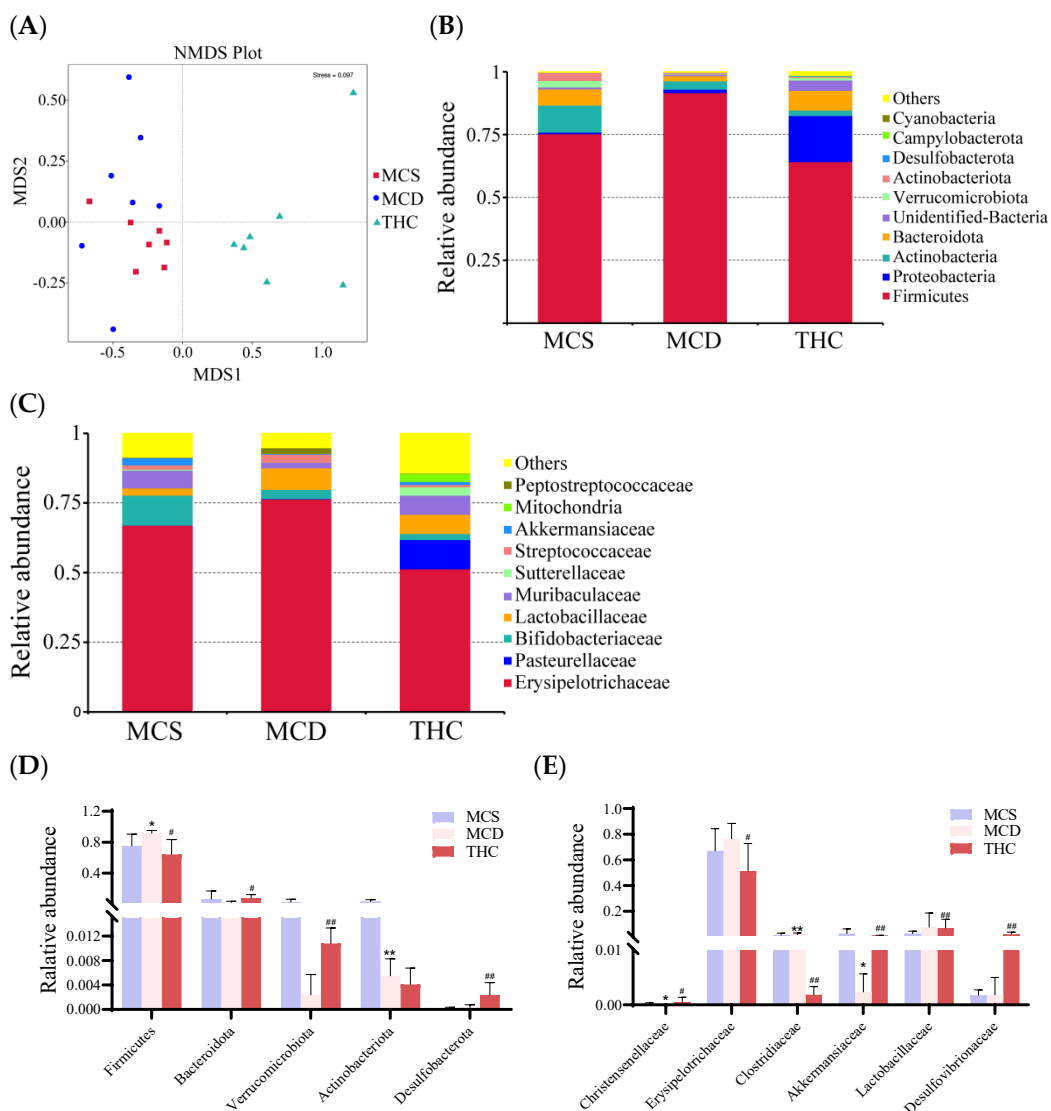 (A)
NMDS Plot
Stress = 0.097
0.50
0.25
0.00
-0.25
MDS2
-0.5
0.0
0.5
1.0
MDS1
MCS
MCD
THC
(B)
Relative abundance
1
0.75
0.5
0.25
MCS
MCD
THC
Others
Cyanobacteria
Campylobacterota
Desulfobacterota
Actinobacteriota
Verrucomicrobiota
Unidentified-Bacteria
Bacteroidota
Actinobacteria
Proteobacteria
Firmicutes
(C)
Relative abundance
1
0.75
0.5
0.25
0
MCS
MCD
THC
Others
Peptostreptococcaceae
Mitochondria
Akkermansiaceae
Streptococcaceae
Sutterellaceae
Muribaculaceae
Lactobacillaceae
Bifidobacteriaceae
Pasteurellaceae
Erysipelotrichaceae
(D)
Ralative abundance
1.2
0.8
0.4
0.012
0.008
0.004
0.000
*
#
#
##
**
##
MCS
MCD
THC
Firmicutes
Bacteroidota
Verrucomicrobiota
Actinobacteriota
Desulfobacterota
(E)
Ralative abundance
1.0
0.8
0.6
0.4
0.2
0.01
0.00
*
#
#
**
##
*
##
##
##
MCS
MCD
THC
Christensenellaceae
Erysipelotrichaceae
Clostridiaceae
Akkermansiaceae
Lactobacillaceae
Desulfovibrionaceae